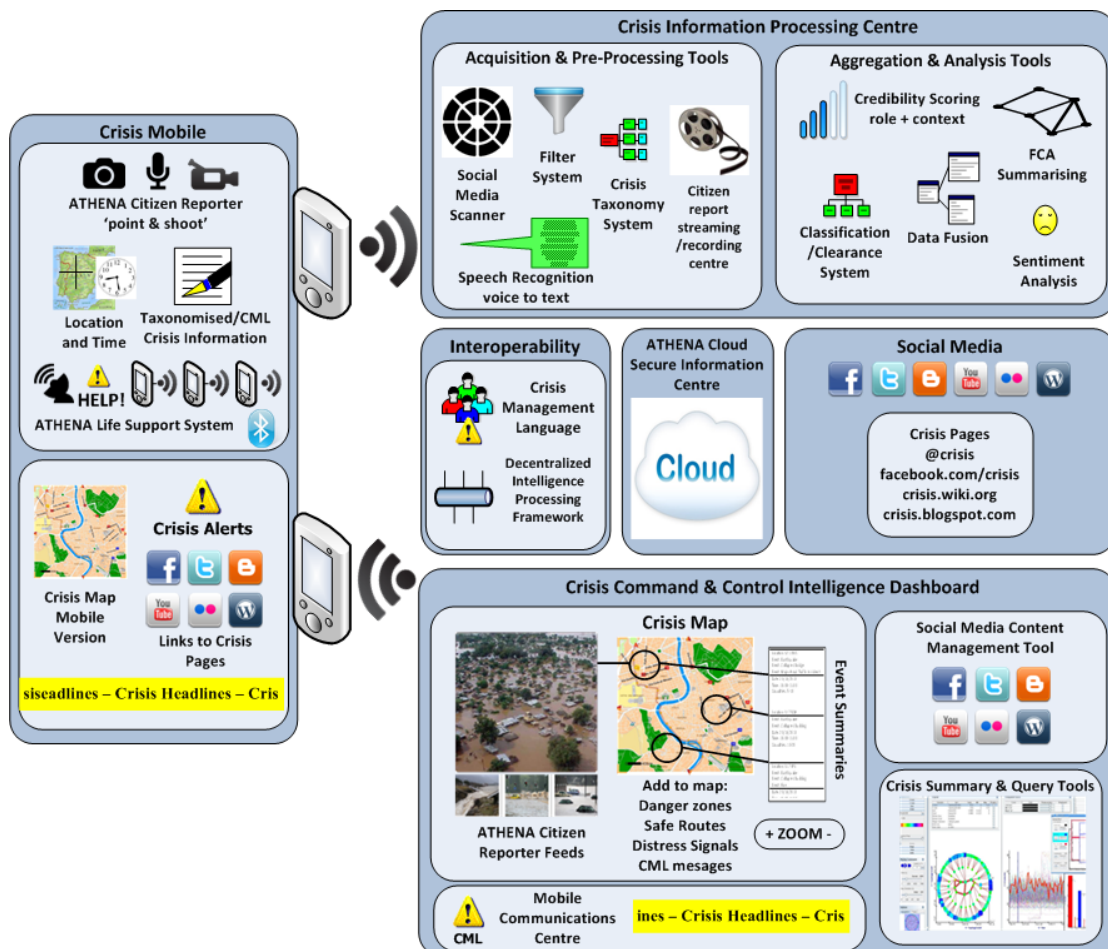 Crisis Mobile
ATHENA Citizen Reporter
‘point & shoot’
Location
and Time
Taxonomised/CML
Crisis Information
HELP!
ATHENA Life Support System
Crisis Map
Mobile
Version
Crisis Alerts
You
Tube
Links to Crisis
Pages
siseadlines – Crisis Headlines – Cris
Crisis Information Processing Centre
Acquisition & Pre-Processing Tools
Social
Media
Scanner
Filter
System
Crisis
Taxonomy
System
Citizen
report
streaming
/recording
centre
Speech Recognition
voice to text
Aggregation & Analysis Tools
Credibility Scoring
role + context
FCA
Summarising
Classification
/Clearance
System
Data Fusion
Sentiment
Analysis
Interoperability
Crisis
Management
Language
Decentralized
Intelligence
Processing
Framework
ATHENA Cloud
Secure Information
Centre
Cloud
Social Media
You
Tube
Crisis Pages
@crisis
facebook.com/crisis
crisis.wiki.org
crisis.blogspot.com
Crisis Command & Control Intelligence Dashboard
Crisis Map
Event Summaries
ATHENA Citizen
Reporter Feeds
Add to map:
Danger zones
Safe Routes
Distress Signals
CML mesages
+ ZOOM -
CML
Mobile
Communications
Centre
ines – Crisis Headlines – Cris
Social Media Content
Management Tool
You
Tube
Crisis Summary & Query Tools